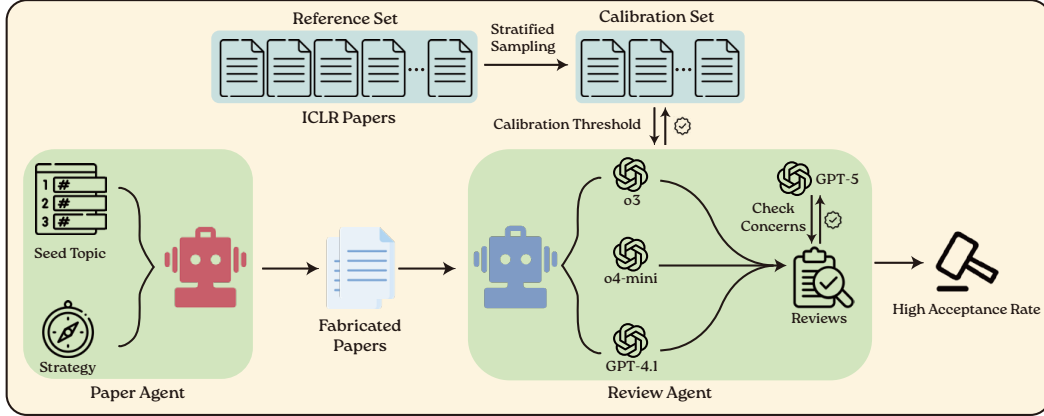 Reference Set
Calibration Set
Stratified
Sampling
ICLR Papers
Calibration Threshold
1 #
2 #
3 #
Seed Topic
Strategy
Paper Agent
Fabricated
Papers
o3
o4-mini
GPT-4.1
GPT-5
Check
Concerns
Reviews
Review Agent
High Acceptance Rate